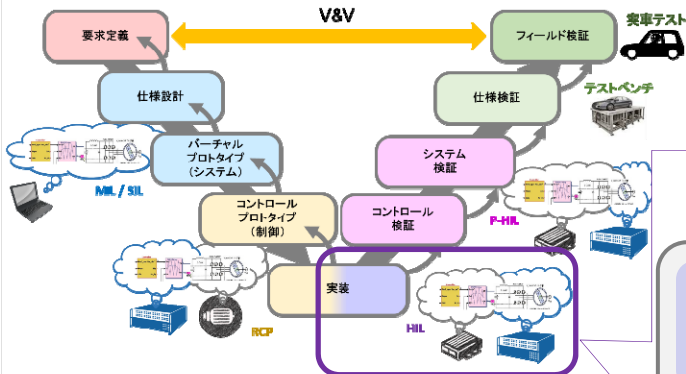 V&V
要求定義
フィールド検証
実車テスト
仕様設計
仕様検証
テストベンチ
バーチャル
プロトタイプ
(システム)
システム
検証
MIL / SIL
コントロール
プロトタイプ
(制御)
コントロール
検証
P-HIL
実装
RCP
HIL